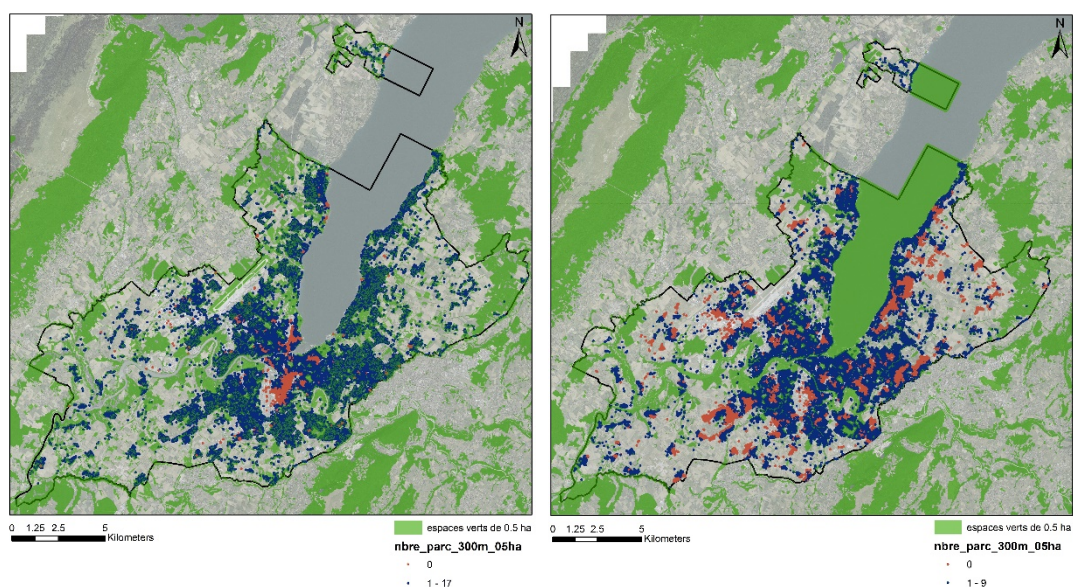 N
N
0 1.25 2.5 5
Kilometers
espaces verts de 0.5 ha
nbre_parc_300m_05ha
0
1 - 17
0 1.25 2.5 5
Kilometers
espaces verts de 0.5 ha
nbre_parc_300m_05ha
0
1 - 9